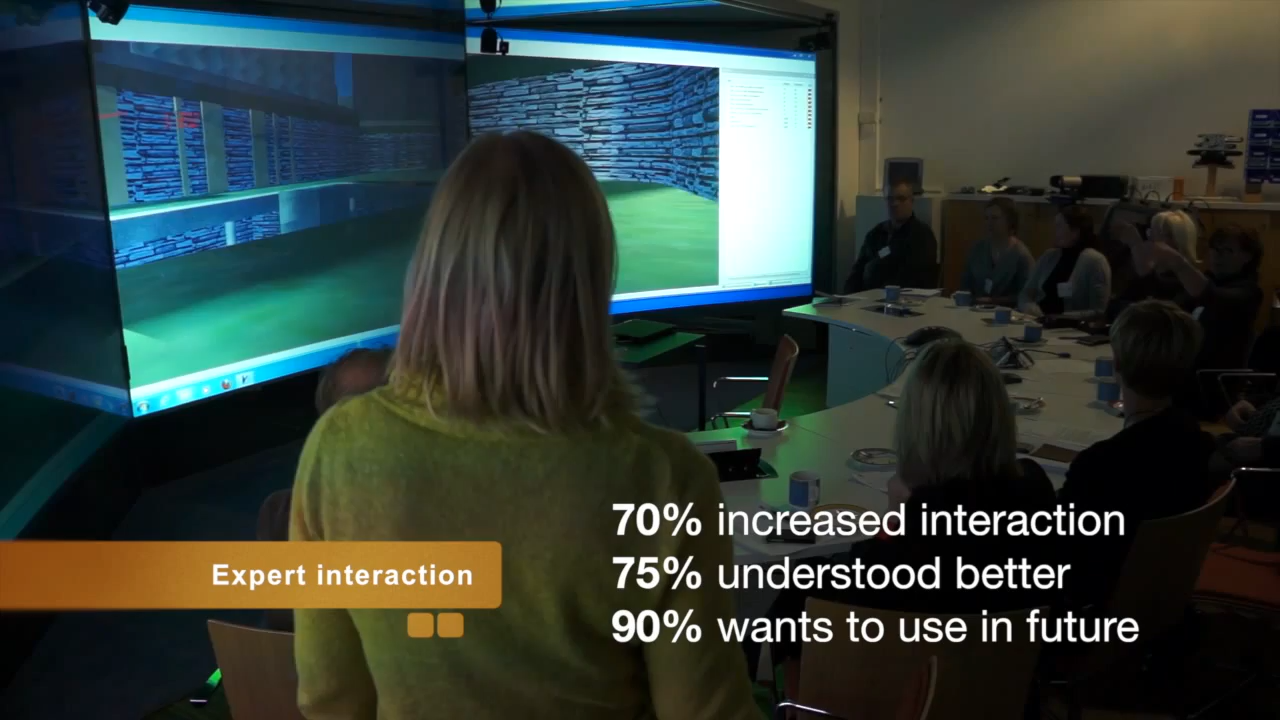 Expert interaction
70% increased interaction
75% understood better
90% wants to use in future